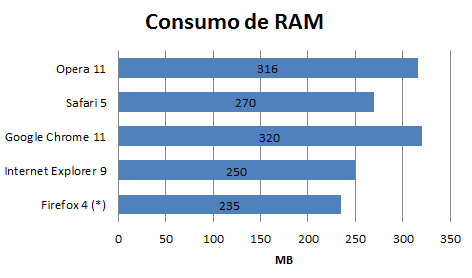 Consumo de RAM
Opera 11
316
Safari 5
270
Google Chrome 11
320
Internet Explorer 9
250
Firefox 4 (*)
235
0 50 100 150 200 250 300 350
MB